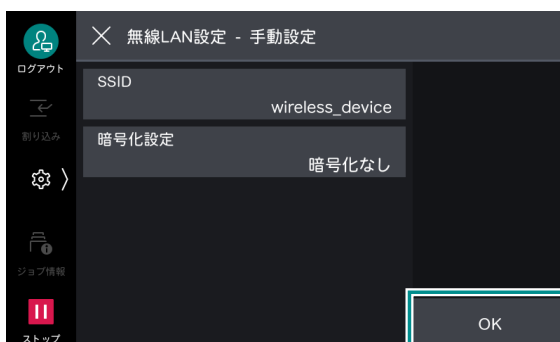 無線LAN設定 - 手動設定
ログアウト
SSID
wireless_device
割り込み
暗号化設定
暗号化なし
ジョブ情報
OK
ストップ